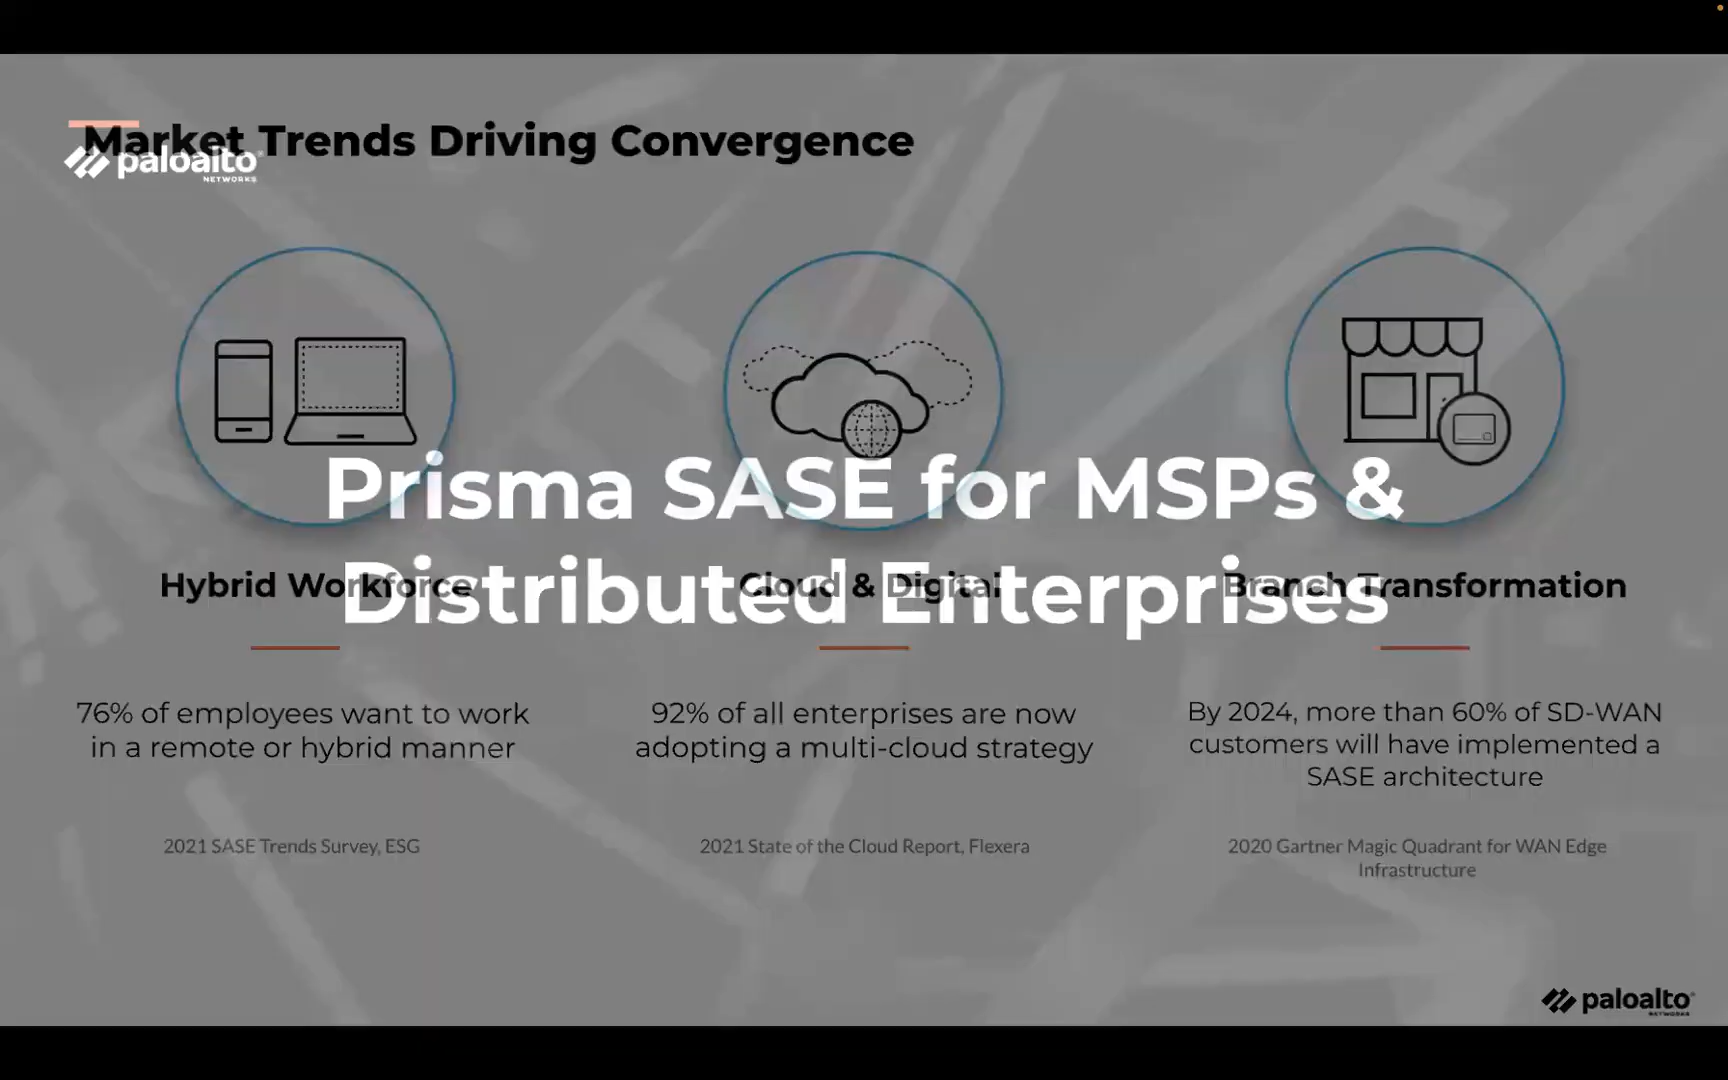 Market Trends Driving Convergence
paloalto
NETWORKS
Prisma SASE for MSPs &
Distributed Enterprises
Hybrid Workforce
Cloud & Digital
Branch Transformation
76% of employees want to work
in a remote or hybrid manner
92% of all enterprises are now
adopting a multi-cloud strategy
By 2024, more than 60% of SD-WAN
customers will have implemented a
SASE architecture
2021 SASE Trends Survey, ESG
2021 State of the Cloud Report, Flexera
2020 Gartner Magic Quadrant for WAN Edge
Infrastructure
paloalto
NETWORKS